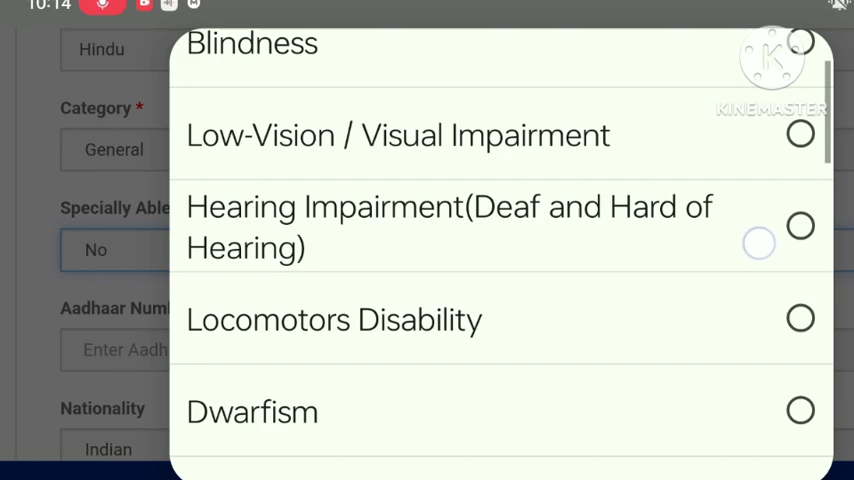 10:14
Blindness
Hindu
KINEMASTER
Category *
Low-Vision / Visual Impairment
General
Specially Able
Hearing Impairment(Deaf and Hard of
Hearing)
No
Aadhaar Num
Locomotors Disability
Enter Aadh
Nationality
Dwarfism
Indian